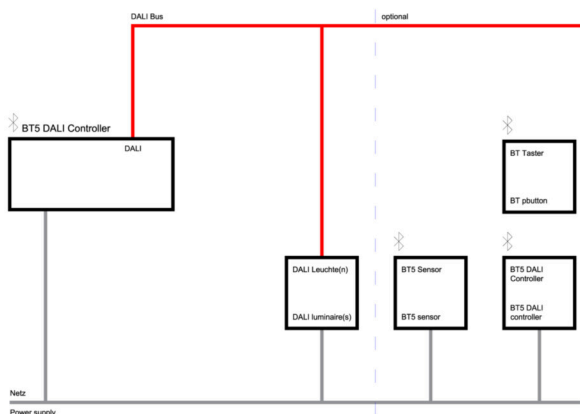 DALI Bus
optional
BT5 DALI Controller
DALI
BT Taster
BT pbutton
DALI Leuchte(n)
DALI luminaire(s)
BT5 Sensor
BT5 sensor
BT5 DALI
Controller
BT5 DALI
controller
Netz
Power supply